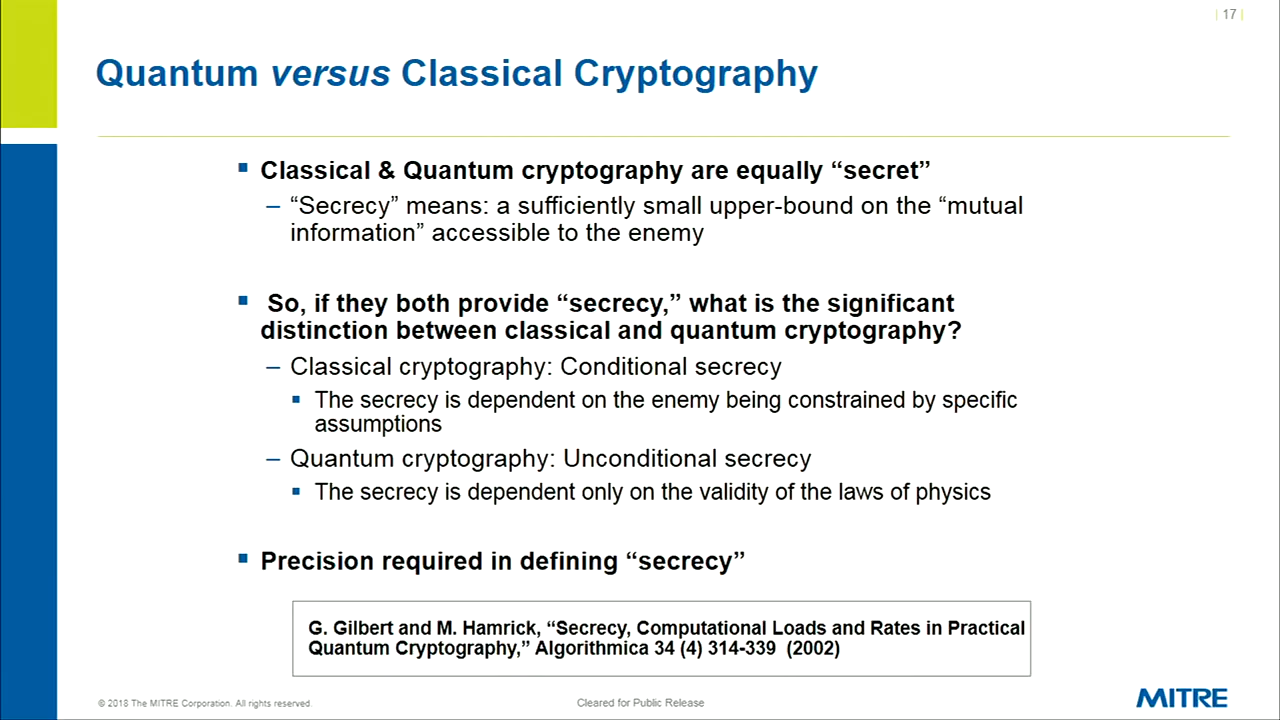 | 17 |
Quantum versus Classical Cryptography
▪ Classical & Quantum cryptography are equally “secret”
– “Secrecy” means: a sufficiently small upper-bound on the “mutual
information” accessible to the enemy
▪ So, if they both provide “secrecy,” what is the significant
distinction between classical and quantum cryptography?
– Classical cryptography: Conditional secrecy
▪ The secrecy is dependent on the enemy being constrained by specific
assumptions
– Quantum cryptography: Unconditional secrecy
▪ The secrecy is dependent only on the validity of the laws of physics
▪ Precision required in defining “secrecy”
G. Gilbert and M. Hamrick, “Secrecy, Computational Loads and Rates in Practical
Quantum Cryptography,” Algorithmica 34 (4) 314-339 (2002)
© 2018 The MITRE Corporation. All rights reserved.
Cleared for Public Release
MITRE